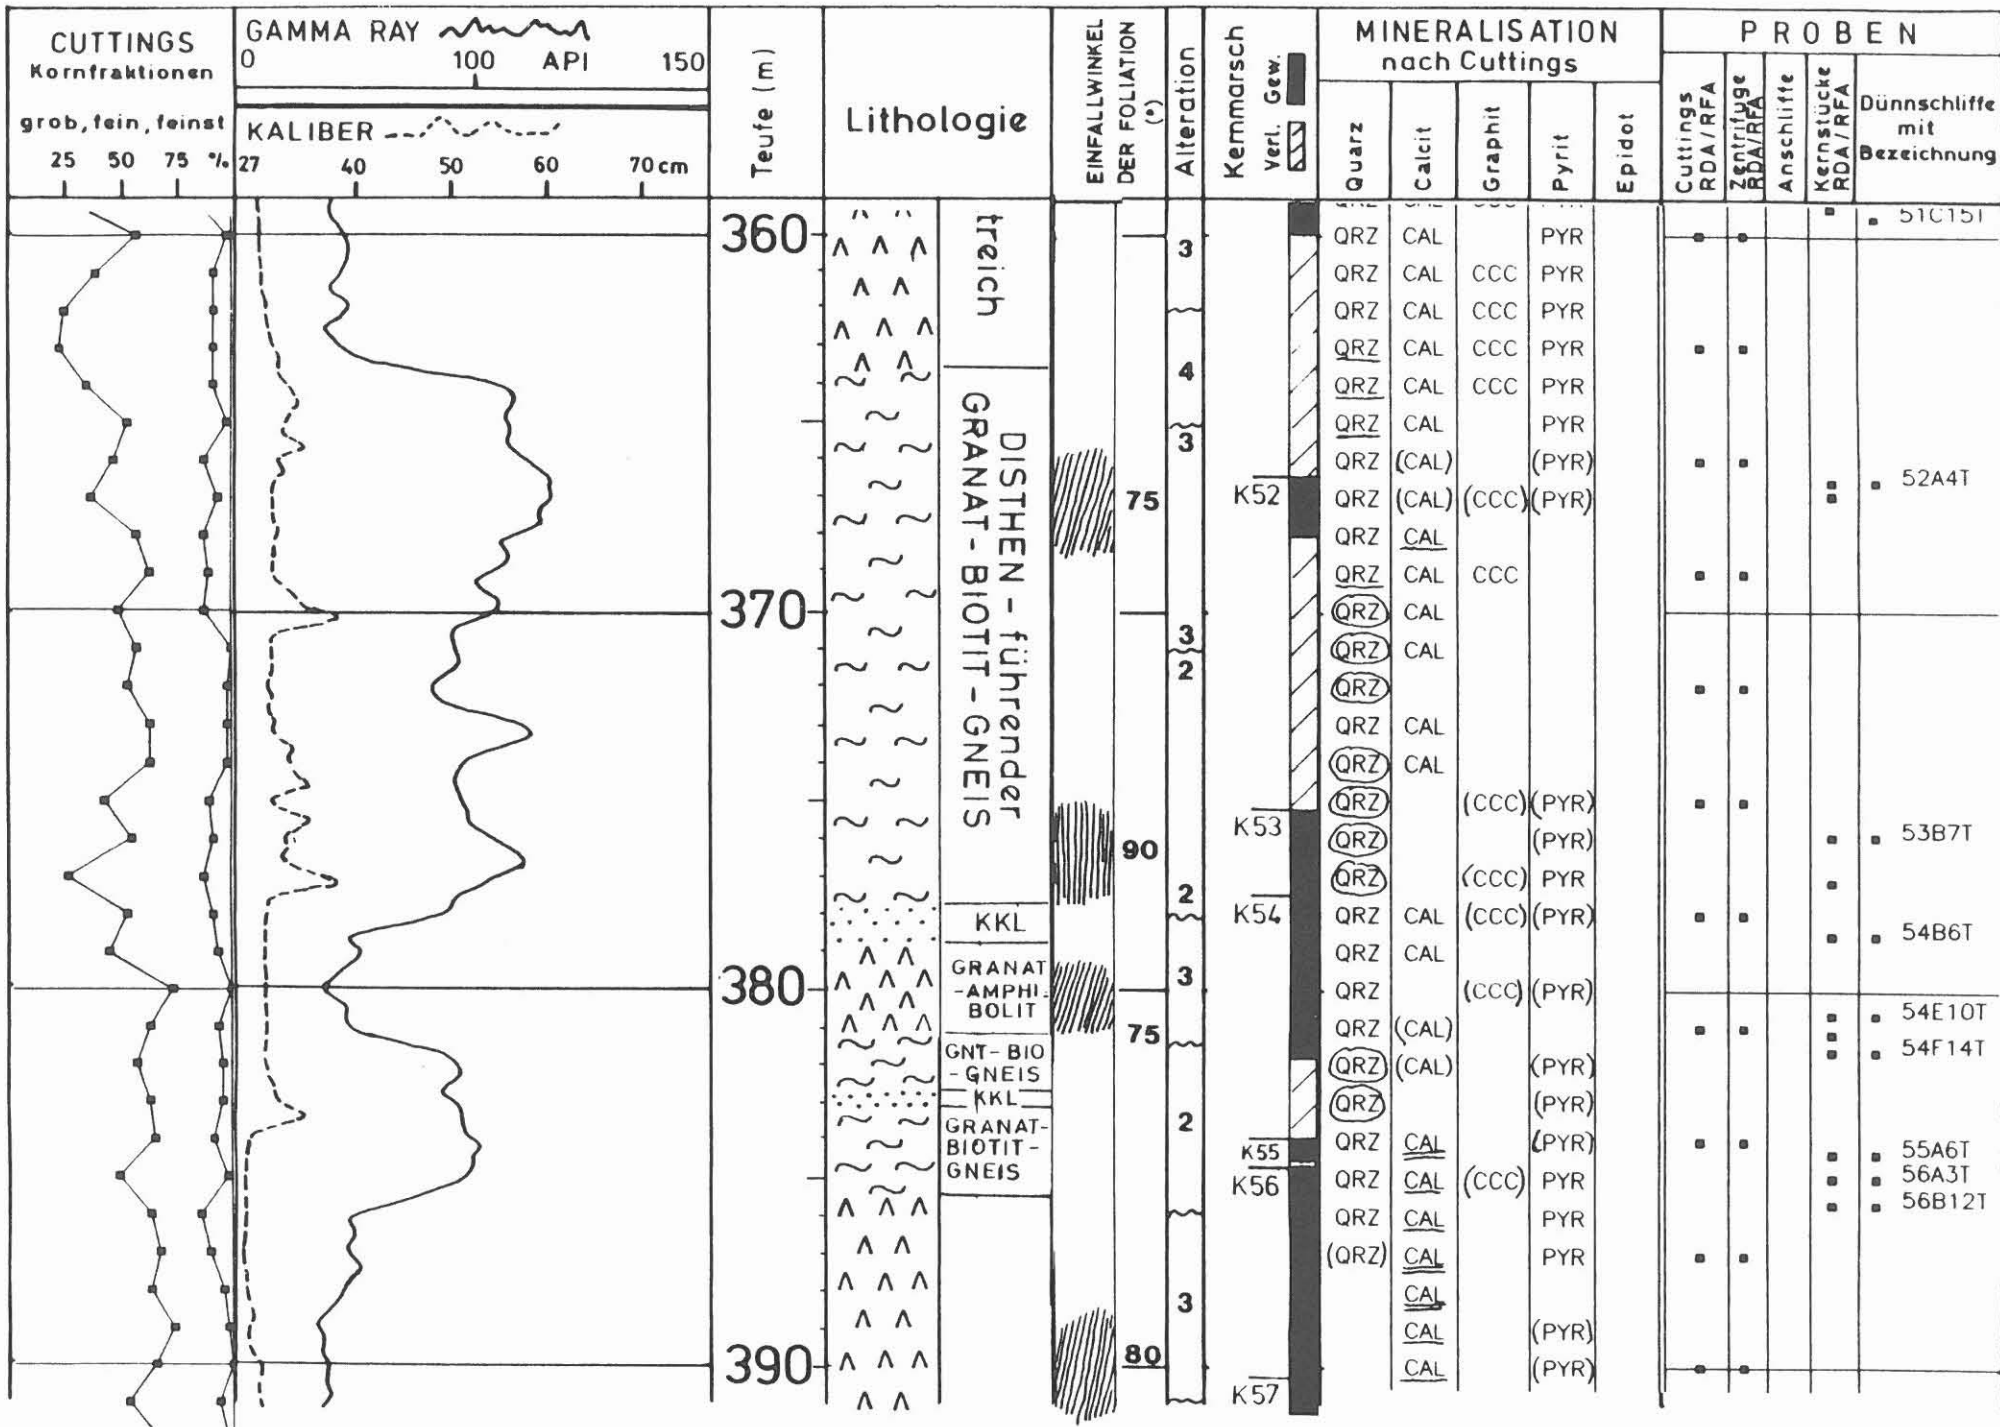 CUTTINGS
Kornfraktionen
grob, fein, feinst
25 50 75 %
GAMMA RAY
0 100 API 150
KALIBER
27 40 50 60 70 cm
Teufe (m)
Lithologie
EINFALLWINKEL
DER FOLIATION
(°)
Alteration
Kernmarsch
Verl. Gew.
MINERALISATION
nach Cuttings
Quarz
Calcit
Graphit
Pyrit
Epidot
PROBEN
Cuttings
RDA/RFA
Zentrifuge
RDA/RFA
Anschliffe
Kernstücke
RDA/RFA
Dünnschliffe
mit
Bezeichnung
360
370
380
390
treich
DISTHEN-führender
GRANAT-BIOTIT-GNEIS
KKL
GRANAT
-AMPHI-
BOLIT
GNT-BIO
-GNEIS
KKL
GRANAT-
BIOTIT-
GNEIS
75
90
75
80
3
4
3
3
2
2
3
2
3
K52
K53
K54
K55
K56
K57
QRZ CAL CCC PYR
QRZ CAL PYR
QRZ CAL CCC PYR
QRZ CAL CCC PYR
QRZ CAL CCC PYR
QRZ CAL CCC PYR
QRZ CAL PYR
QRZ (CAL) (PYR)
QRZ (CAL) (CCC) (PYR)
QRZ CAL
QRZ CAL CCC
QRZ CAL
QRZ CAL
QRZ
QRZ CAL
QRZ CAL
QRZ (CCC) (PYR)
QRZ (PYR)
QRZ (CCC) PYR
QRZ CAL (CCC) (PYR)
QRZ CAL
QRZ (CCC) (PYR)
QRZ (CAL)
QRZ (CAL) (PYR)
QRZ (PYR)
QRZ CAL (PYR)
QRZ CAL (CCC) PYR
QRZ CAL PYR
(QRZ) CAL PYR
CAL
CAL (PYR)
CAL (PYR)
51C15T
52A4T
53B7T
54B6T
54E10T
54F14T
55A6T
56A3T
56B12T